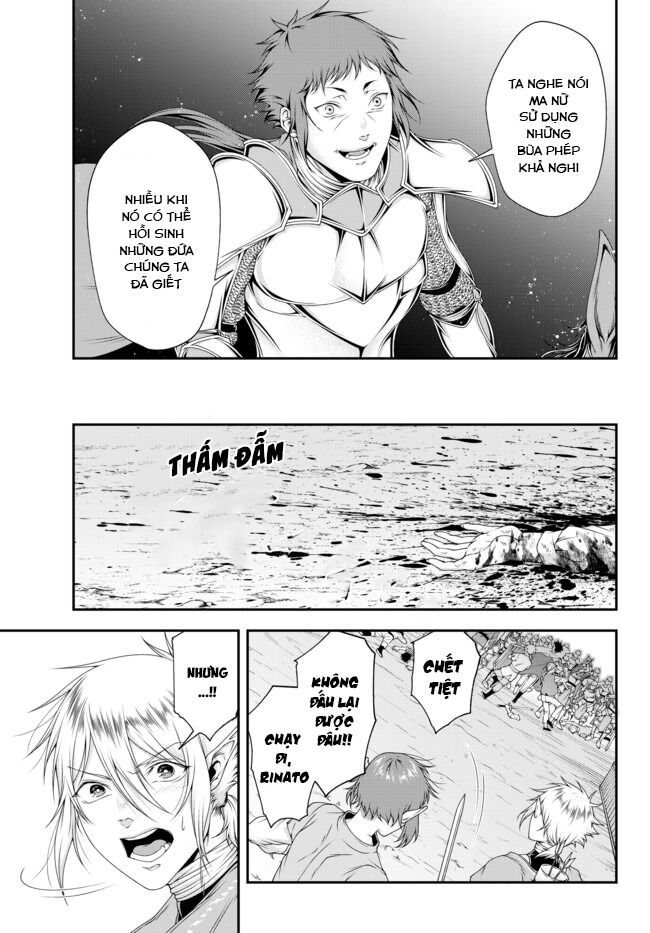 TA NGHE NÓI
MA NỮ
SỬ DỤNG
NHỮNG
BÙA PHÉP
KHẢ NGHI
NHIỀU KHI
NÓ CÓ THỂ
HỒI SINH
NHỮNG ĐỨA
CHÚNG TA
ĐÃ GIẾT
THẤM ĐẪM
CHẾT
TIỆT
KHÔNG
ĐẤU LẠI
ĐƯỢC
ĐÂU!!
CHẠY
ĐI,
RINATO
NHƯNG
...!!